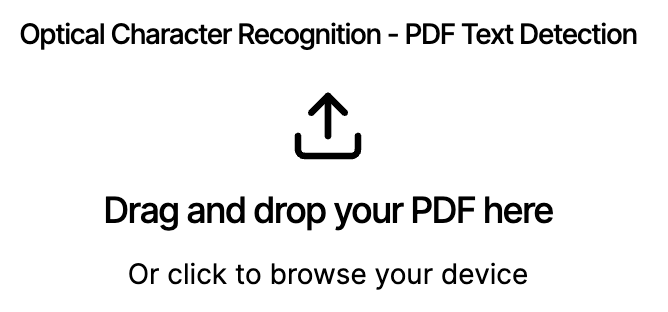 Optical Character Recognition - PDF Text Detection
Drag and drop your PDF here
Or click to browse your device